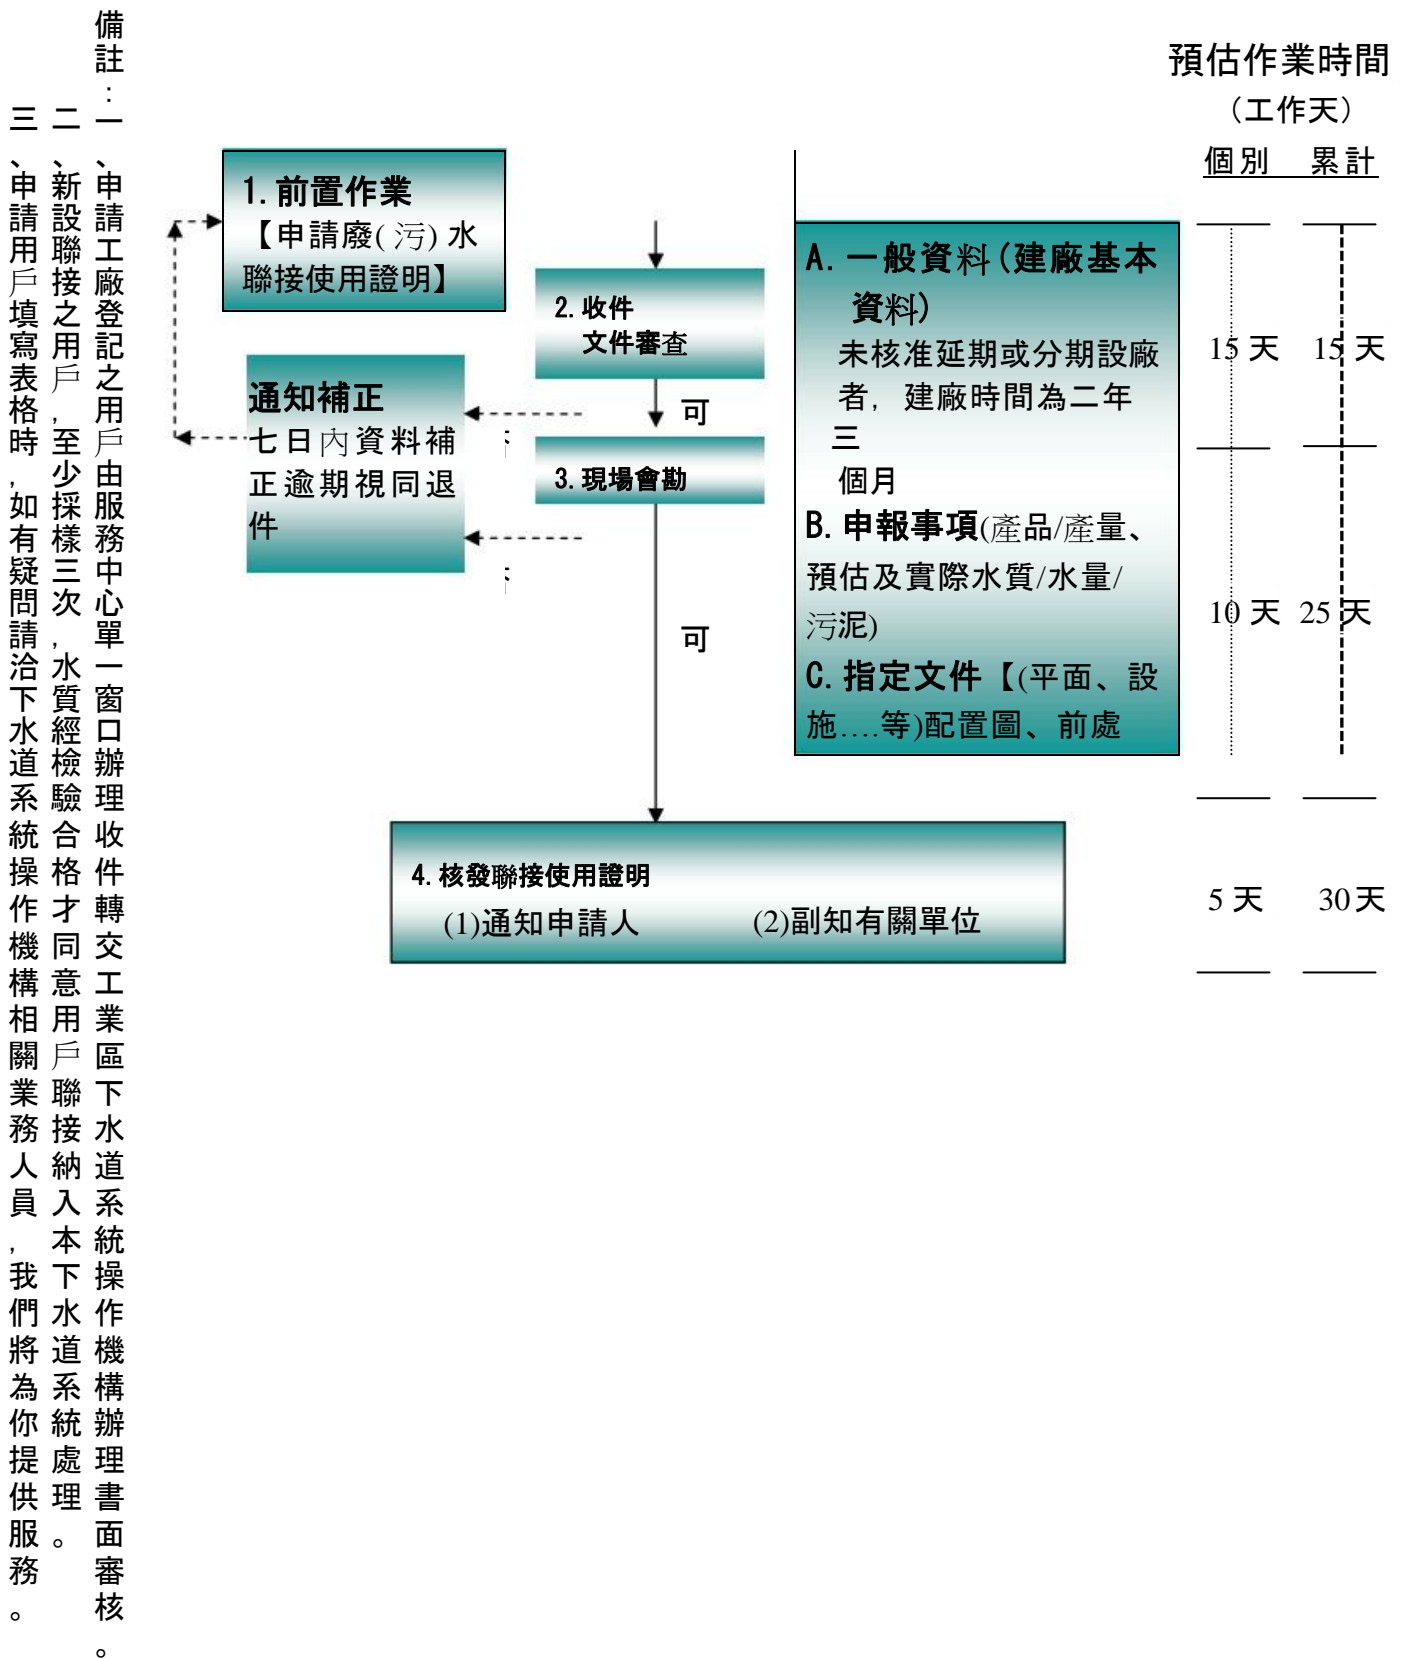 備註：一、申請工廠登記之用戶由服務中心單一窗口辦理收件轉交工業區下水道系統操作機構辦理書面審核。
二、新設聯接之用戶，至少採樣三次，水質經檢驗合格才同意用戶聯接納入本下水道系統處理。
三、申請用戶填寫表格時，如有疑問請洽下水道系統操作機構相關業務人員，我們將為你提供服務。
預估作業時間
（工作天）
個別 累計
1.前置作業
【申請廢(污)水
聯接使用證明】
2.收件
文件審查
可
通知補正
七日內資料補
正逾期視同退
件
3.現場會勘
可
A.一般資料(建廠基本
資料)
未核准延期或分期設廠
者，建廠時間為二年
三
個月
B.申報事項(產品/產量、
預估及實際水質/水量/
污泥)
C.指定文件【(平面、設
施....等)配置圖、前處
15 天 15 天
10 天 25 天
4.核發聯接使用證明
(1)通知申請人 (2)副知有關單位
5 天 30天